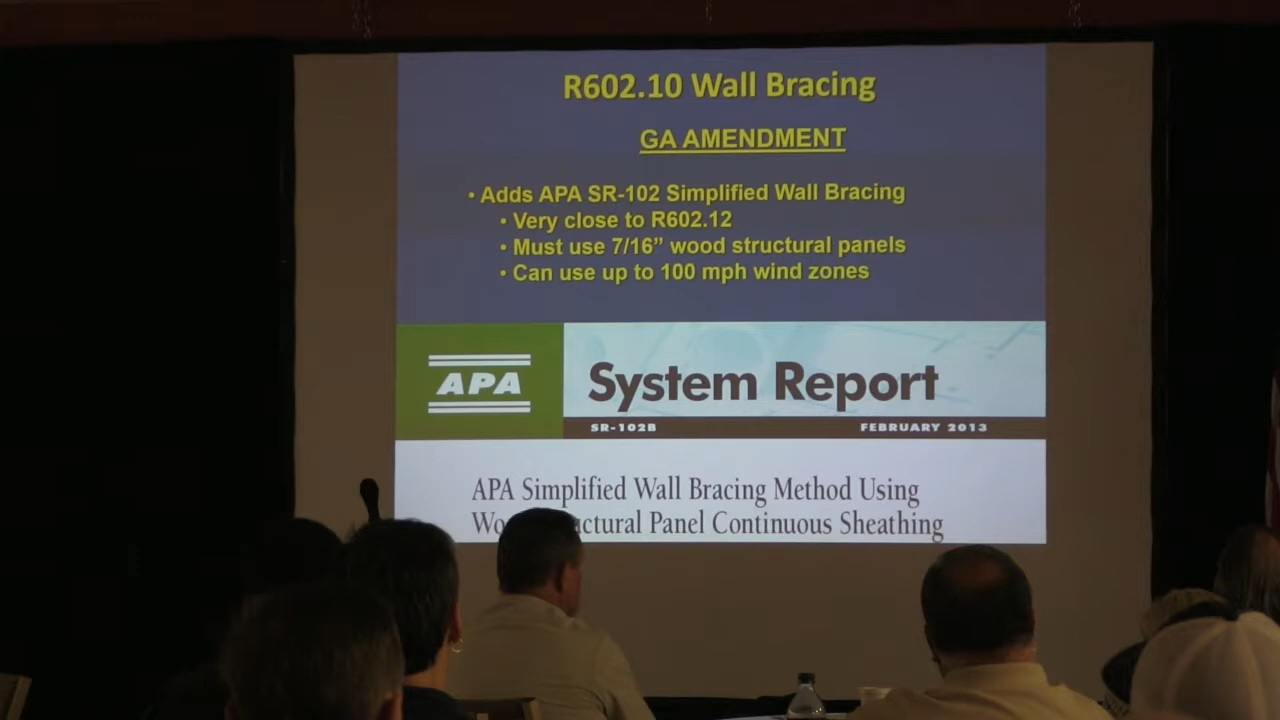 R602.10 Wall Bracing
GA AMENDMENT
• Adds APA SR-102 Simplified Wall Bracing
• Very close to R602.12
• Must use 7/16” wood structural panels
• Can use up to 100 mph wind zones
APA
System Report
SR-102B FEBRUARY 2013
APA Simplified Wall Bracing Method Using
Panel Continuous Sheathing